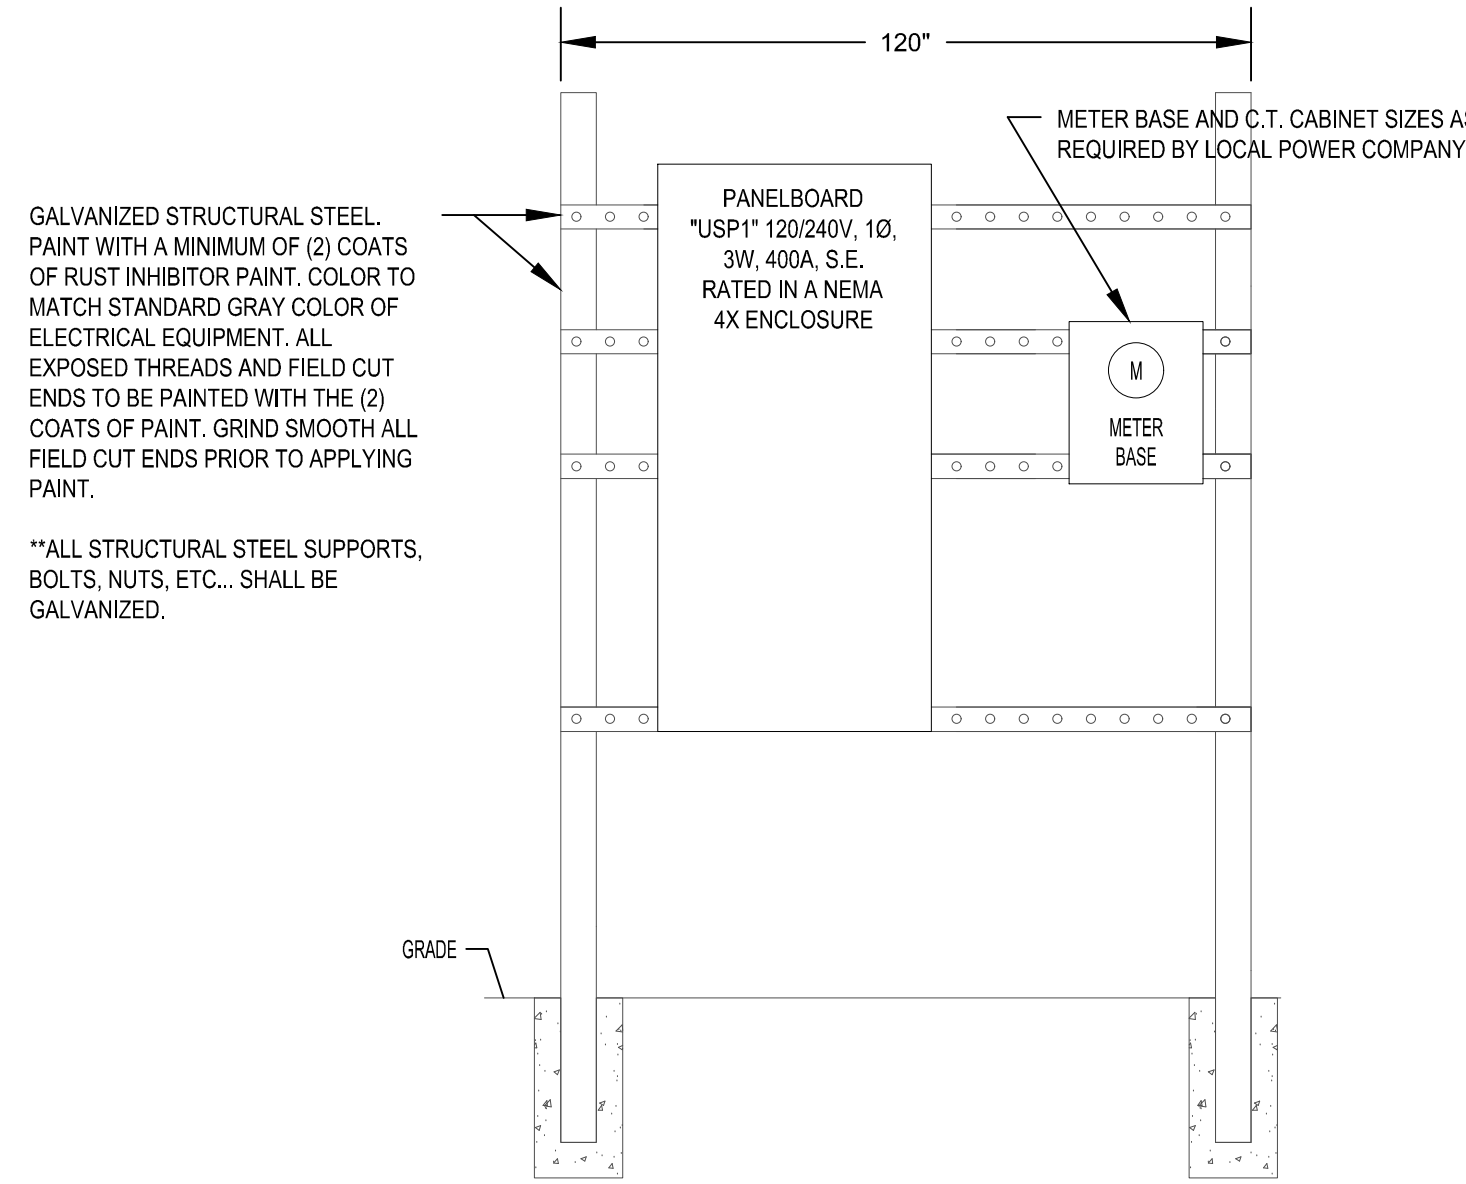 120"
METER BASE AND C.T. CABINET SIZES AS
REQUIRED BY LOCAL POWER COMPANY
GALVANIZED STRUCTURAL STEEL.
PAINT WITH A MINIMUM OF (2) COATS
OF RUST INHIBITOR PAINT. COLOR TO
MATCH STANDARD GRAY COLOR OF
ELECTRICAL EQUIPMENT. ALL
EXPOSED THREADS AND FIELD CUT
ENDS TO BE PAINTED WITH THE (2)
COATS OF PAINT. GRIND SMOOTH ALL
FIELD CUT ENDS PRIOR TO APPLYING
PAINT.
**ALL STRUCTURAL STEEL SUPPORTS,
BOLTS, NUTS, ETC... SHALL BE
GALVANIZED.
PANELBOARD
"USP1" 120/240V, 1Ø,
3W, 400A, S.E.
RATED IN A NEMA
4X ENCLOSURE
M
METER
BASE
GRADE